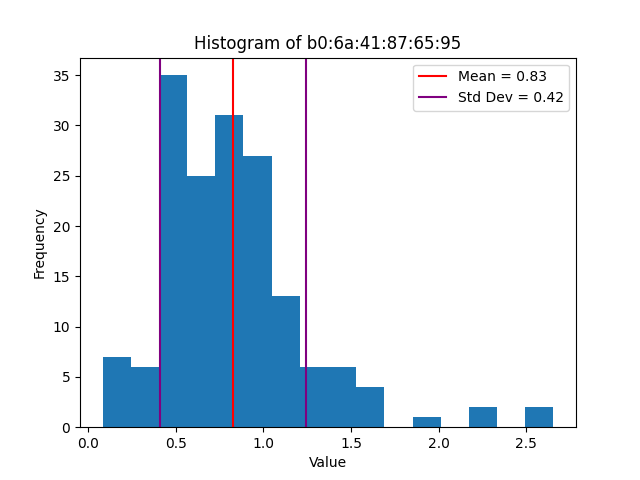 Histogram of b0:6a:41:87:65:95
Mean = 0.83
Std Dev = 0.42
Frequency
35
30
25
20
15
10
5
0
0.0 0.5 1.0 1.5 2.0 2.5
Value